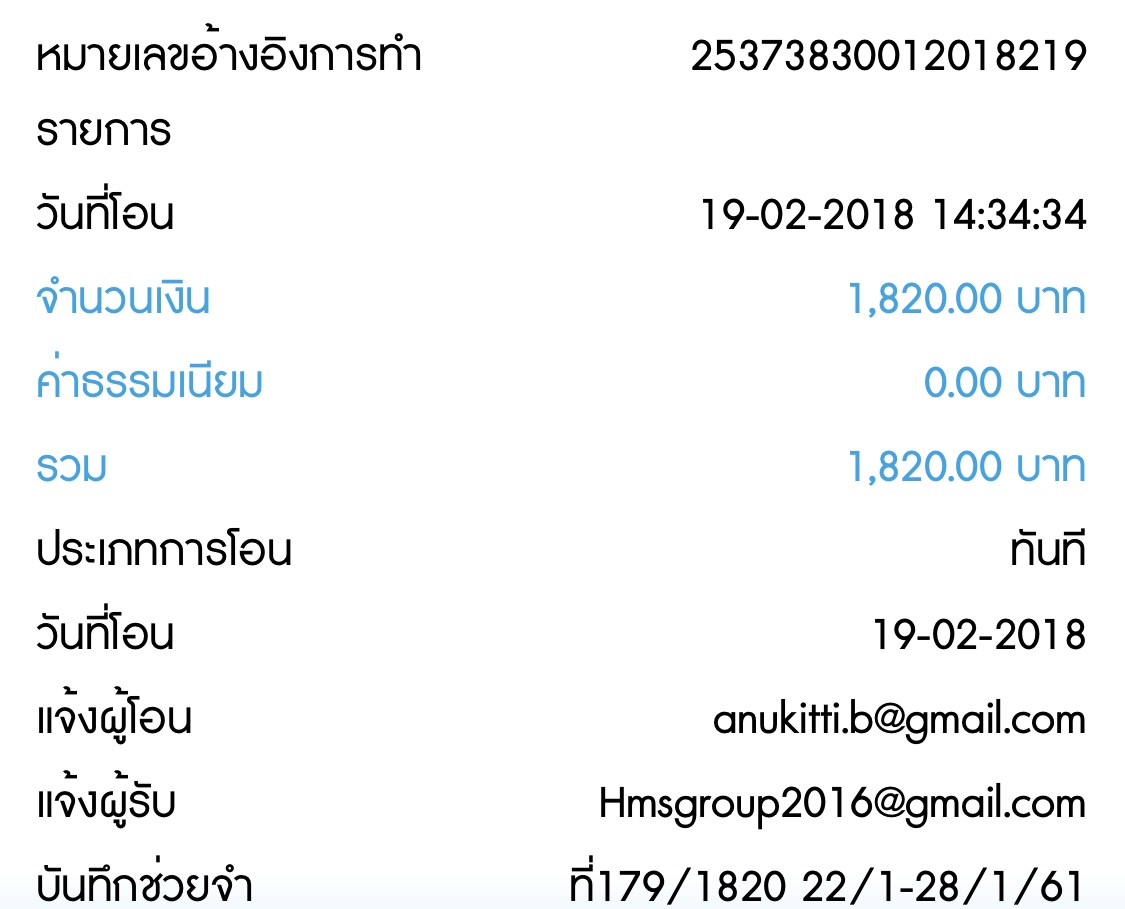 หมายเลขอ้างอิงการทำ 25373830012018219
รายการ
วันที่โอน 19-02-2018 14:34:34
จำนวนเงิน 1,820.00 บาท
ค่าธรรมเนียม 0.00 บาท
รวม 1,820.00 บาท
ประเภทการโอน ทันที
วันที่โอน 19-02-2018
แจ้งผู้โอน anukitti.b@gmail.com
แจ้งผู้รับ Hmsgroup2016@gmail.com
บันทึกช่วยจำ ที่179/1820 22/1-28/1/61